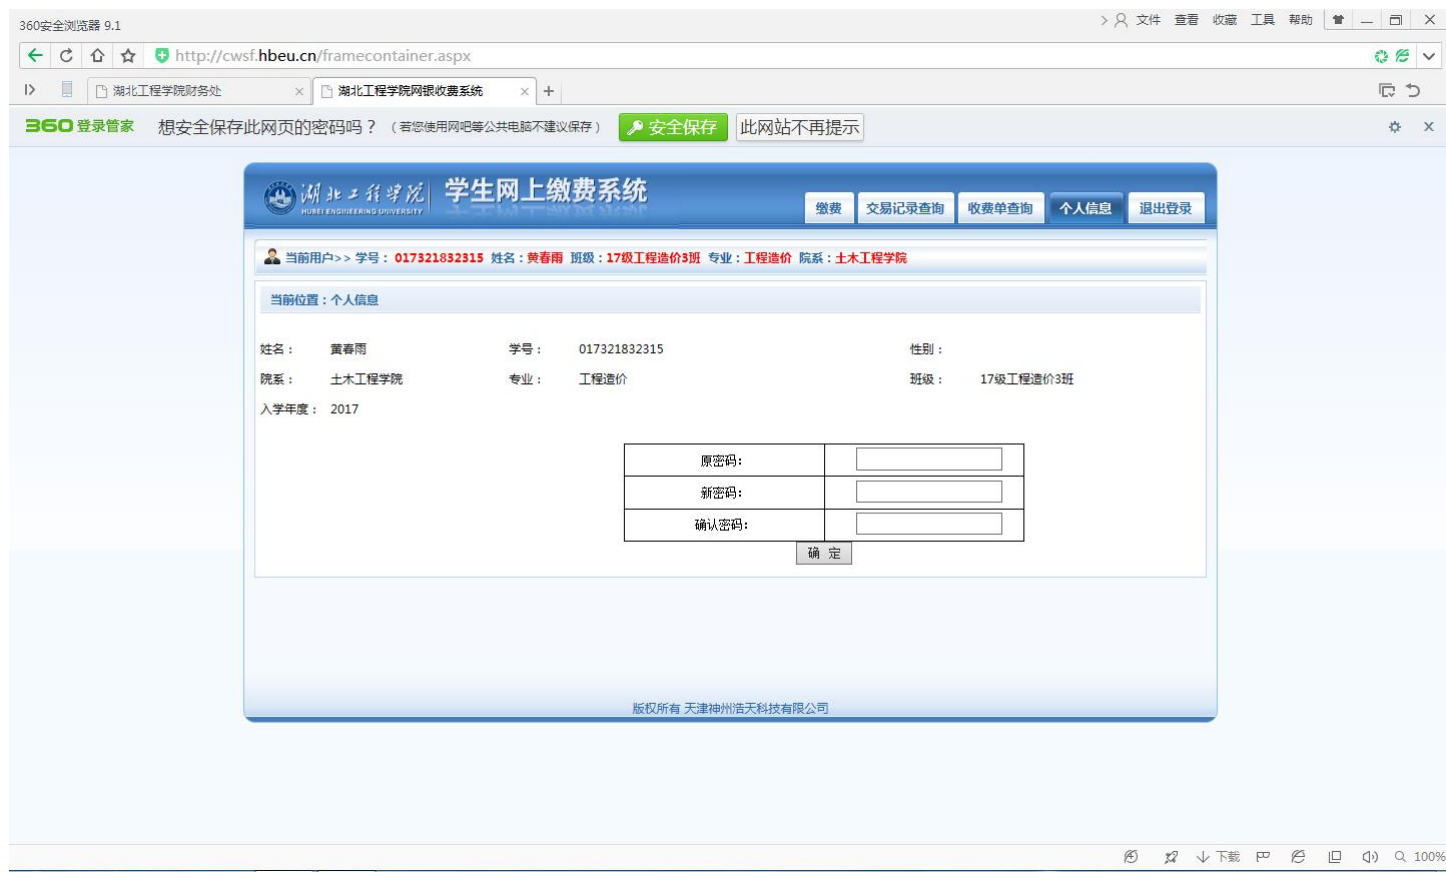 360安全浏览器 9.1
文件 查看 收藏 工具 帮助
http://cwsf.hbeu.cn/framecontainer.aspx
湖北工程学院财务处
湖北工程学院网银收费系统
360 登录管家 想安全保存此网页的密码吗？ （若您使用网吧等公共电脑不建议保存） 安全保存 此网站不再提示
湖北工程学院 学生网上缴费系统
HUBEI ENGINEERING UNIVERSITY
缴费 交易记录查询 收费单查询 个人信息 退出登录
当前用户>> 学号：017321832315 姓名：黄春雨 班级：17级工程造价3班 专业：工程造价 院系：土木工程学院
当前位置：个人信息
姓名： 黄春雨 学号： 017321832315 性别：
院系： 土木工程学院 专业： 工程造价 班级： 17级工程造价3班
入学年度： 2017
原密码：
新密码：
确认密码：
确 定
版权所有 天津神州浩天科技有限公司
下载 100%